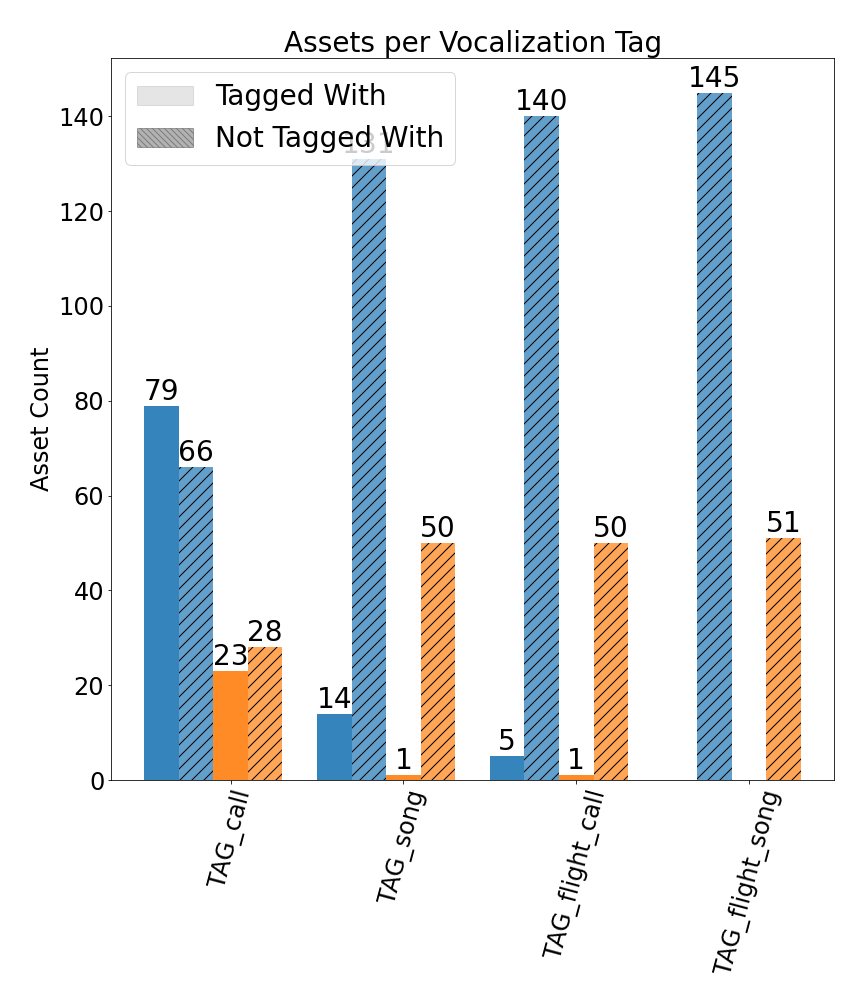 Assets per Vocalization Tag
Tagged With
Not Tagged With
Asset Count
140
120
100
80
60
40
20
0
79
66
23
28
14
131
1
50
5
140
1
50
145
51
TAG_call
TAG_song
TAG_flight_call
TAG_flight_song